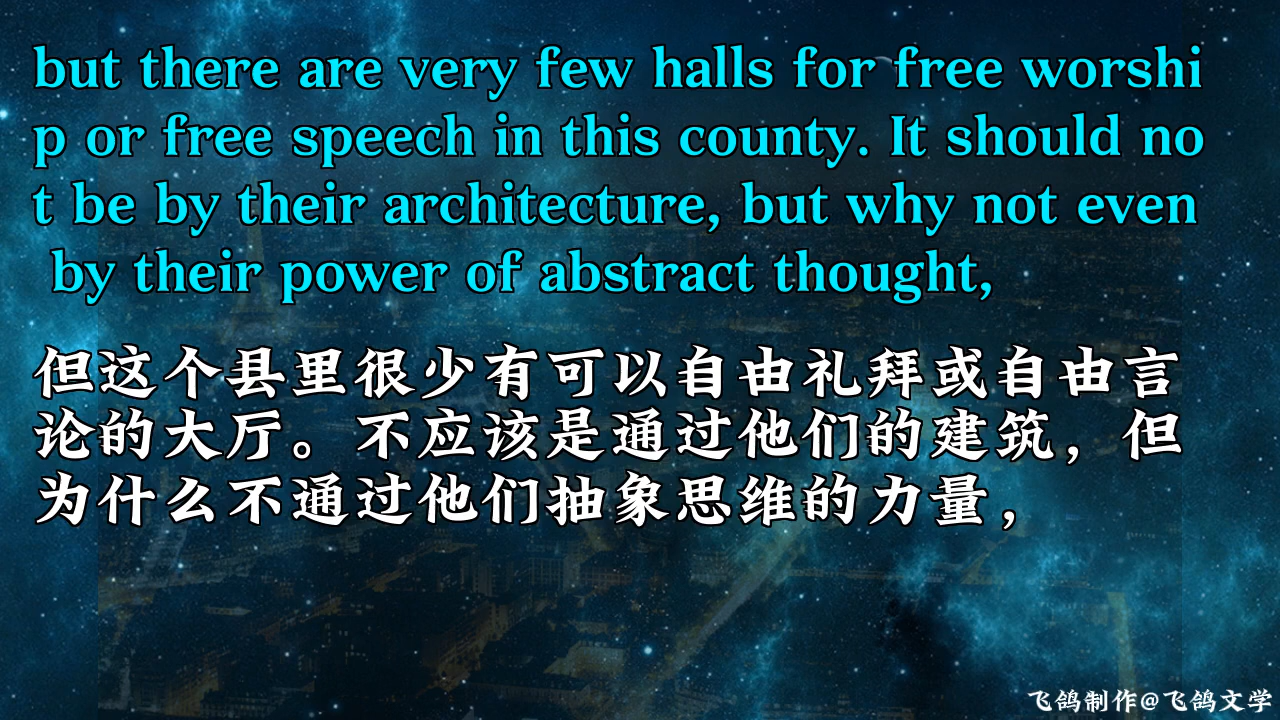 but there are very few halls for free worshi
p or free speech in this county. It should no
t be by their architecture, but why not even
by their power of abstract thought,
但这个县里很少有可以自由礼拜或自由言
论的大厅。不应该是通过他们的建筑，但
为什么不通过他们抽象思维的力量，
飞鸽制作@飞鸽文学